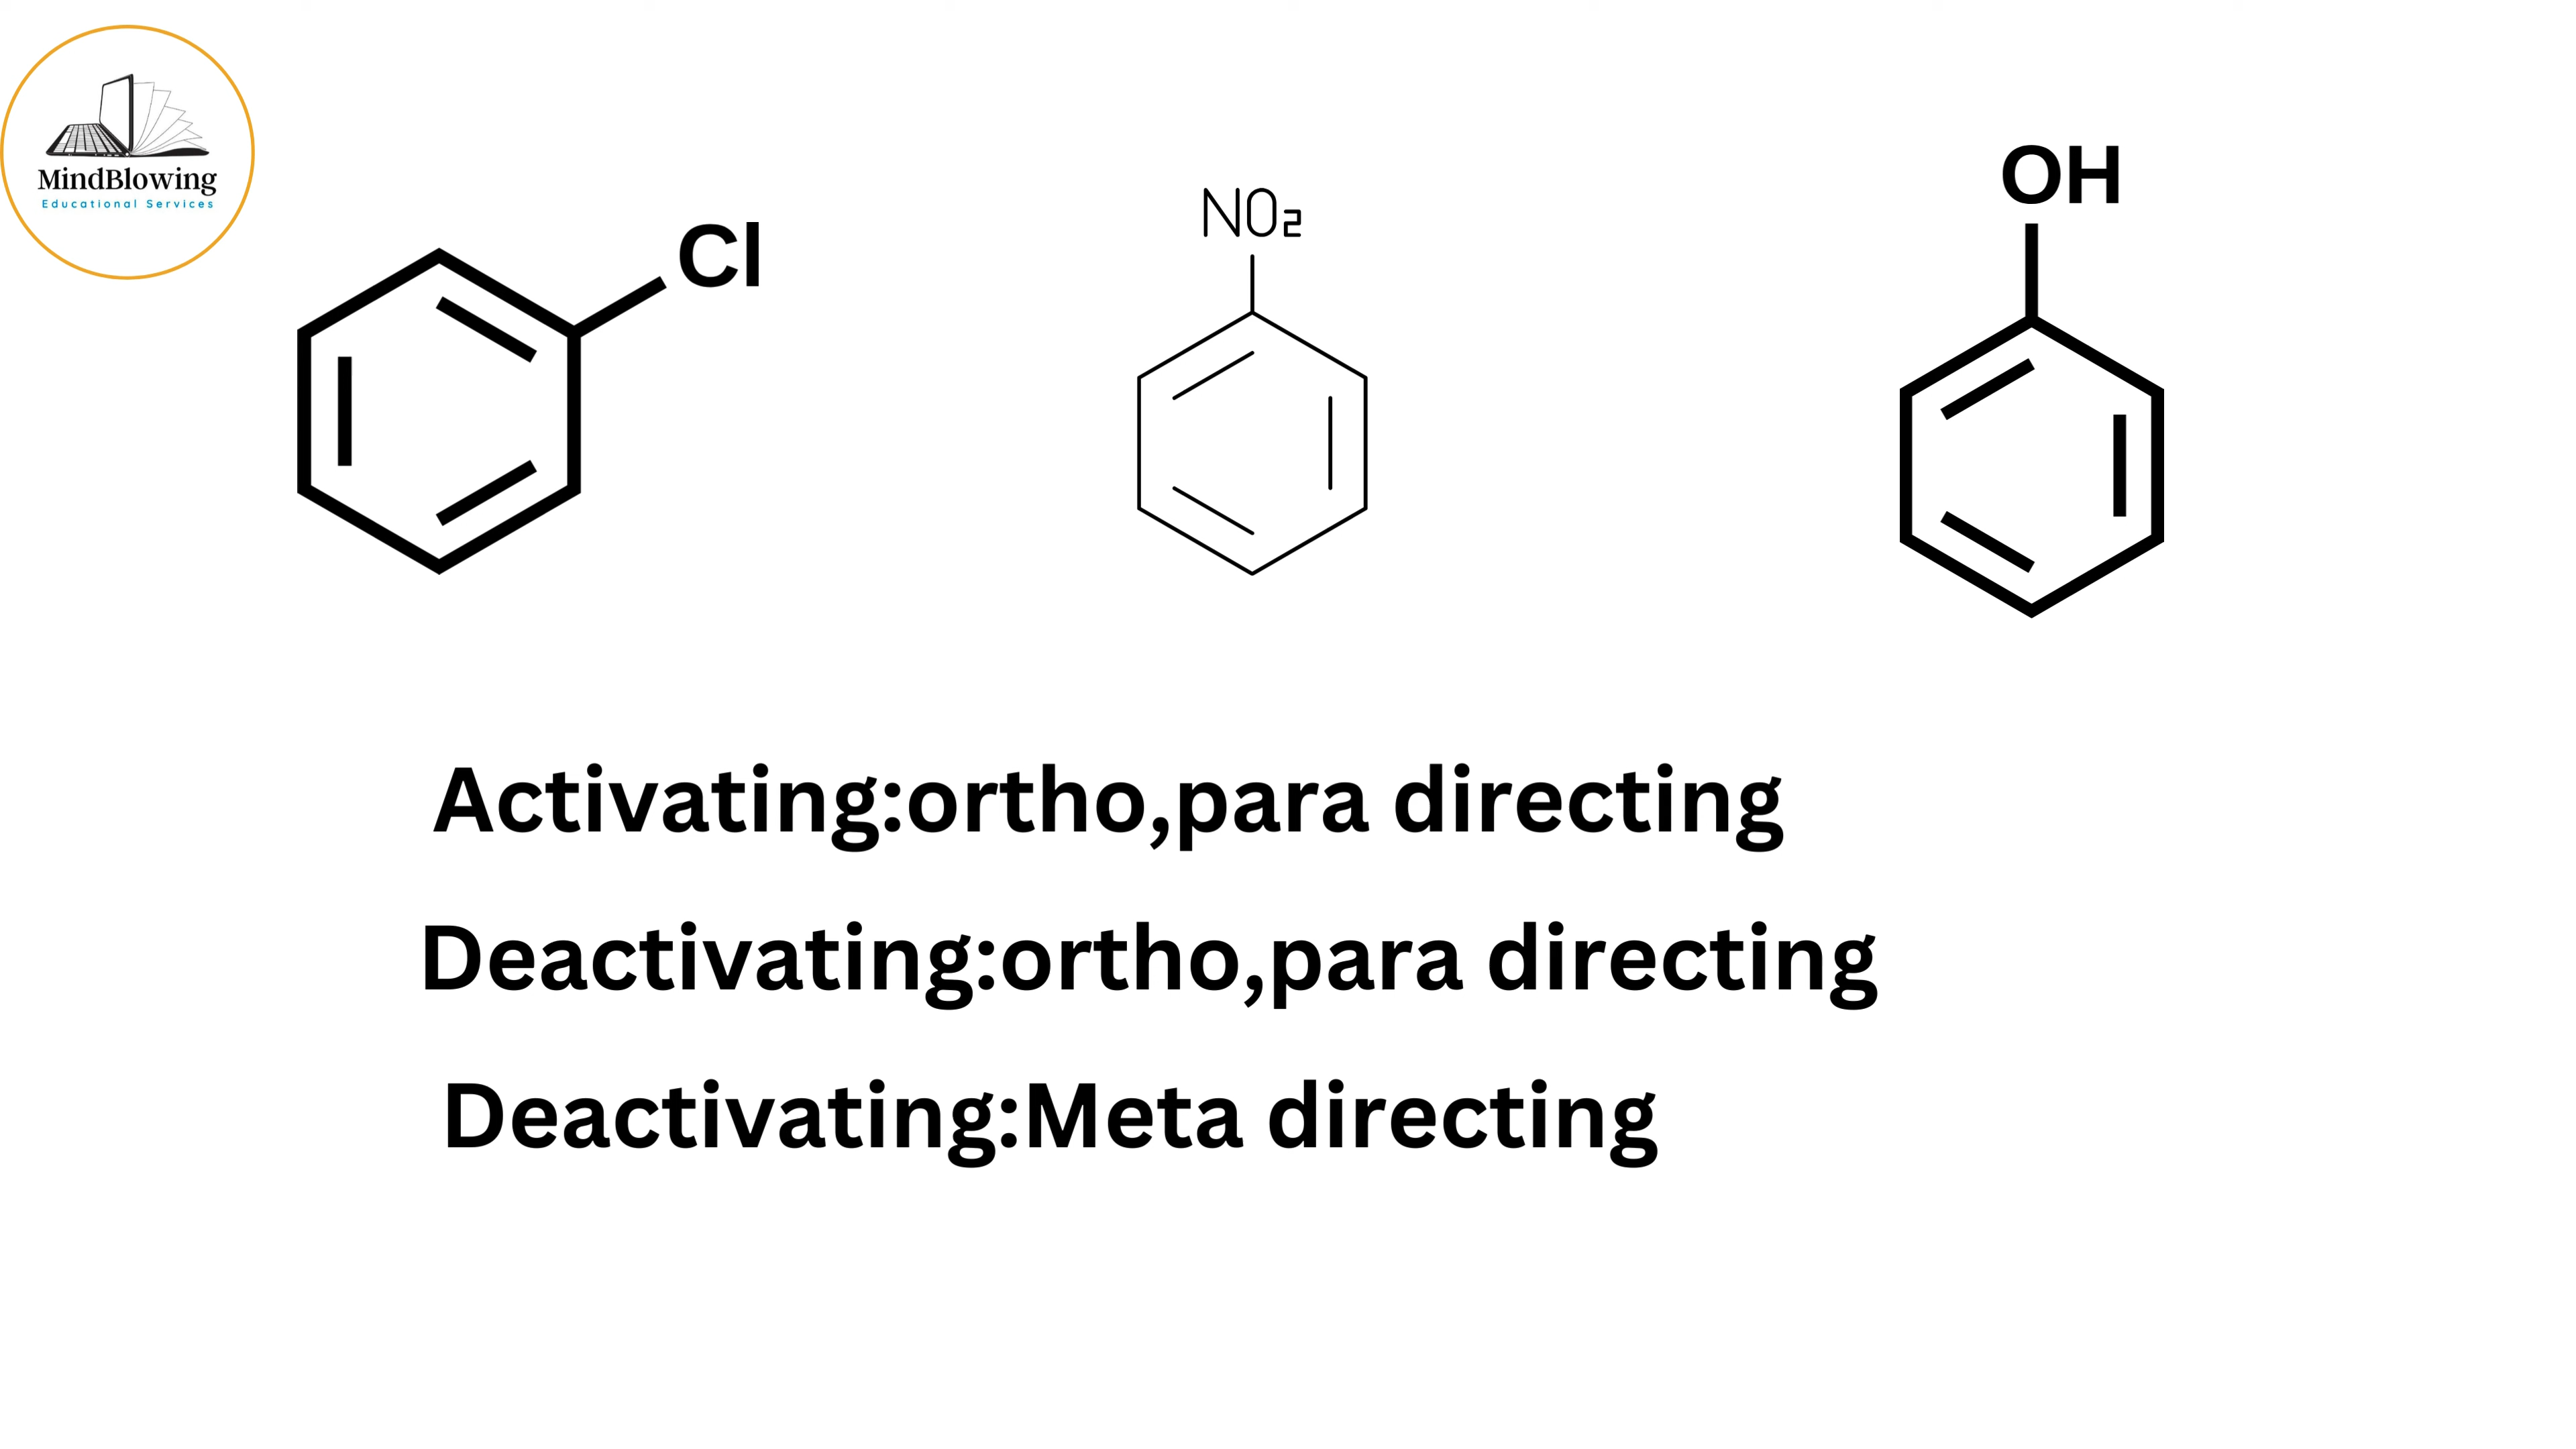 MindBlowing
Educational Services
Cl
NO₂
OH
Activating:ortho,para directing
Deactivating:ortho,para directing
Deactivating:Meta directing